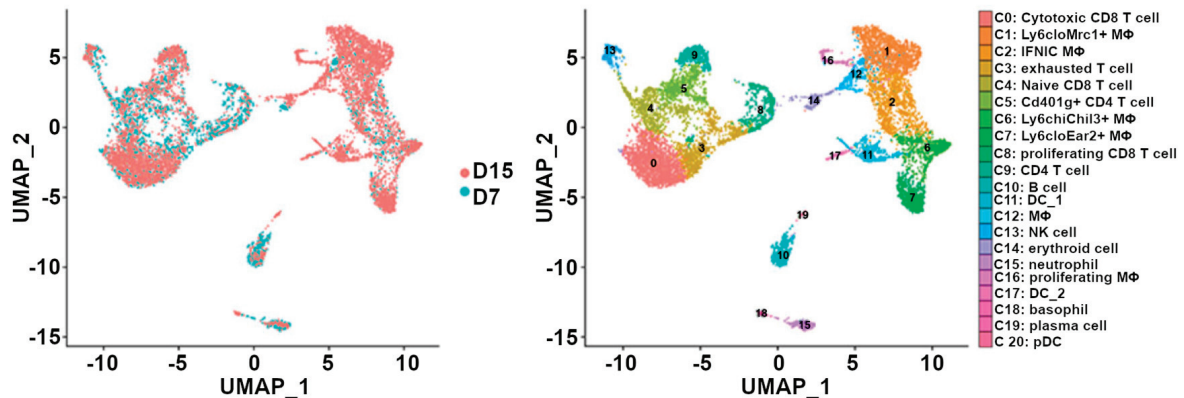 5
0
-5
-10
-15
UMAP_2
-10
-5
0
5
10
UMAP_1
D15
D7
5
0
-5
-10
-15
UMAP_2
-10
-5
0
5
10
UMAP_1
13
9
5
4
8
3
0
14
16
12
1
2
17
11
6
7
19
10
18
15
C0: Cytotoxic CD8 T cell
C1: Ly6cloMrc1+ MΦ
C2: IFNIC MΦ
C3: exhausted T cell
C4: Naive CD8 T cell
C5: Cd401g+ CD4 T cell
C6: Ly6chiChil3+ MΦ
C7: Ly6cloEar2+ MΦ
C8: proliferating CD8 T cell
C9: CD4 T cell
C10: B cell
C11: DC_1
C12: MΦ
C13: NK cell
C14: erythroid cell
C15: neutrophil
C16: proliferating MΦ
C17: DC_2
C18: basophil
C19: plasma cell
C 20: pDC